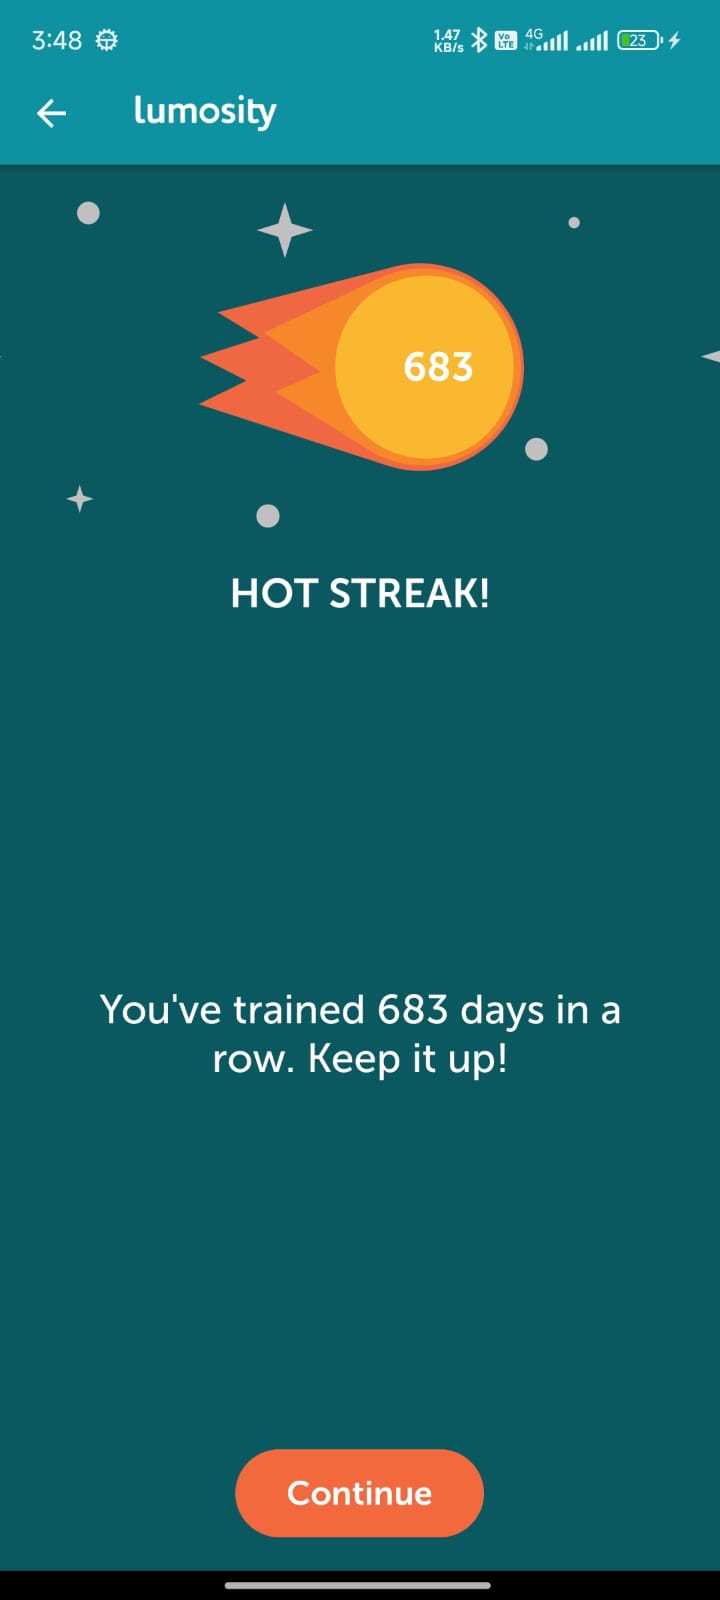 3:48
1.47
KB/s
Vo
LTE
4G
23
lumosity
683
HOT STREAK!
You've trained 683 days in a
row. Keep it up!
Continue